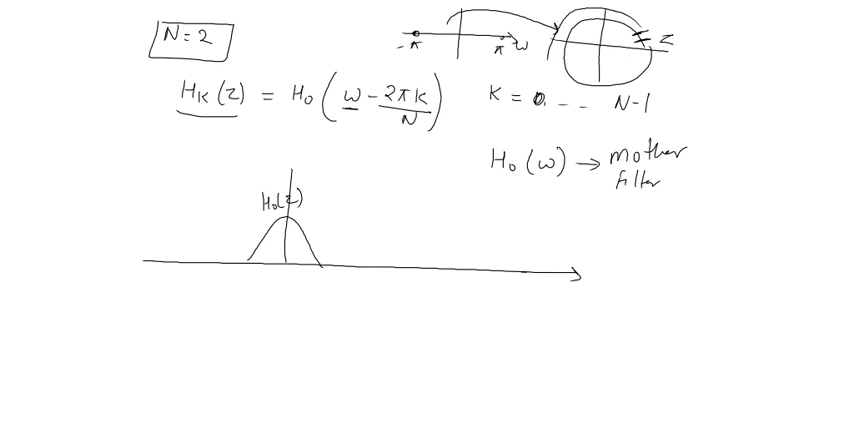 N = 2
-π π ω
z
H_K(z) = H_0(ω - 2πK/N) K = 0. - - N-1
H_0(ω) → mother
filter
H_0(z)